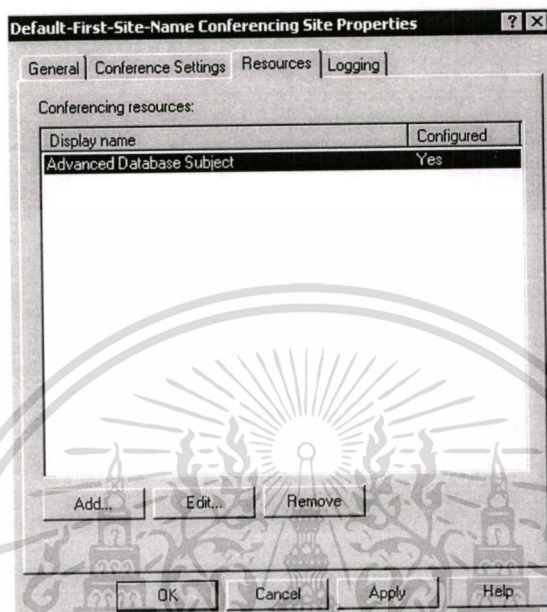 Default-First-Site-Name Conferencing Site Properties
General Conference Settings Resources Logging
Conferencing resources:
Display name Configured
Advanced Database Subject Yes
Add... Edit... Remove
OK Cancel Apply Help